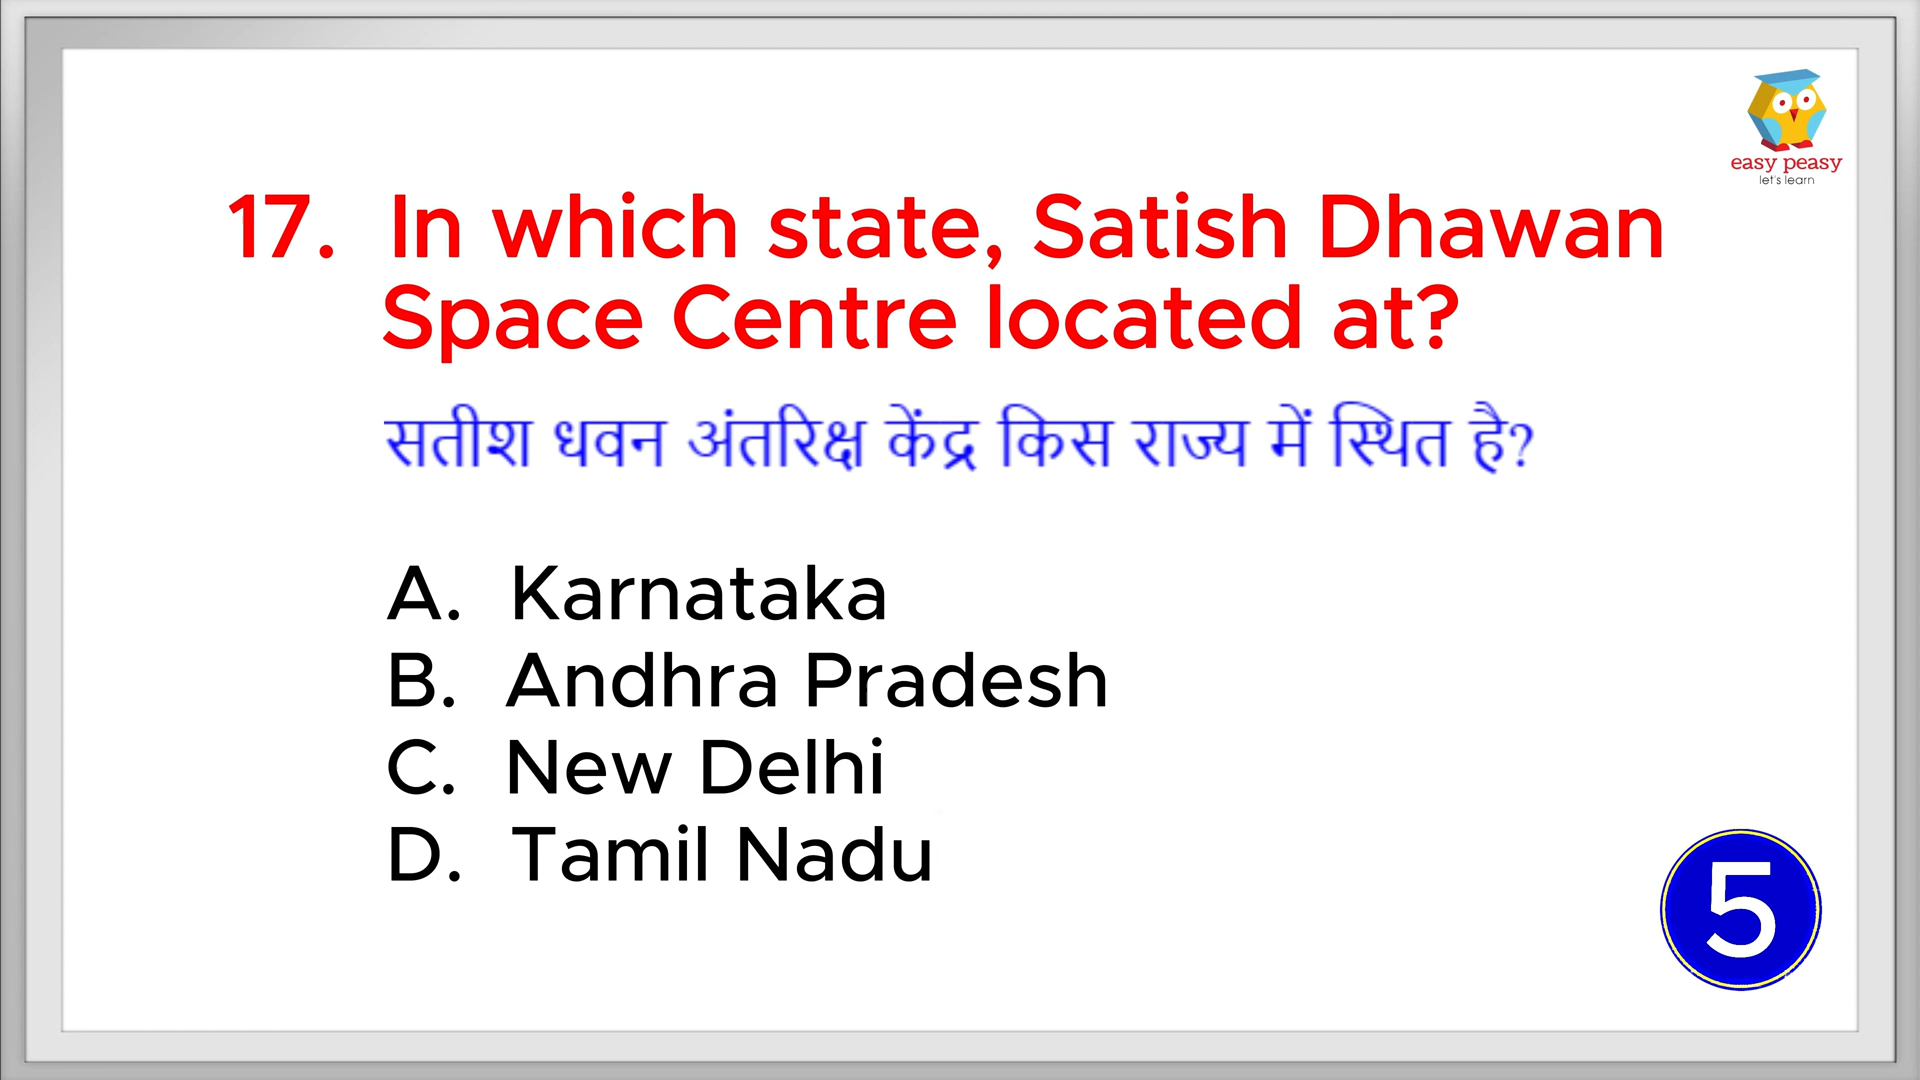 easy peasy
let's learn
17. In which state, Satish Dhawan
Space Centre located at?
सतीश धवन अंतरिक्ष केंद्र किस राज्य में स्थित है?
A. Karnataka
B. Andhra Pradesh
C. New Delhi
D. Tamil Nadu
5